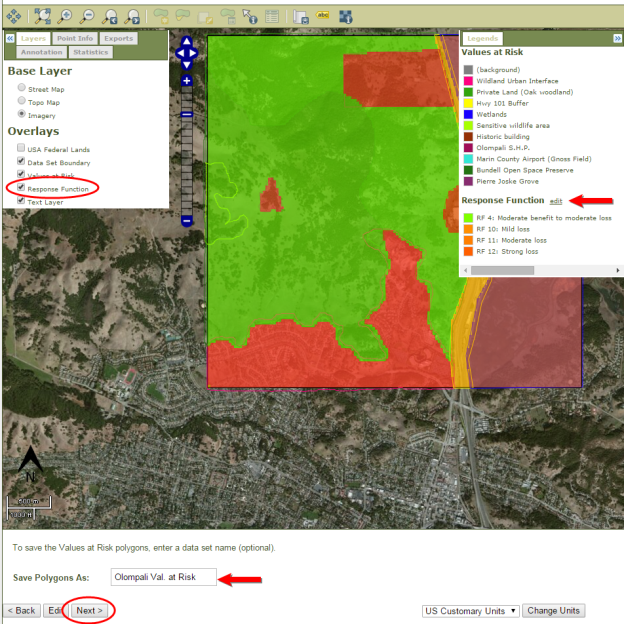 abc
Layers Point Info Exports
Annotation Statistics
Base Layer
Street Map
Topo Map
Imagery
Overlays
USA Federal Lands
Data Set Boundary
Values at Risk
Response Function
Text Layer
Legends
Values at Risk
(background)
Wildland Urban Interface
Private Land (Oak woodland)
Hwy 101 Buffer
Wetlands
Sensitive wildlife area
Historic building
Olompali S.H.P.
Marin County Airport (Gnoss Field)
Bundell Open Space Preserve
Pierre Joske Grove
Response Function edit
RF 4: Moderate benefit to moderate loss
RF 10: Mild loss
RF 11: Moderate loss
RF 12: Strong loss
N
500 m
To save the Values at Risk polygons, enter a data set name (optional).
Save Polygons As: Olompali Val. at Risk
< Back Edit Next > US Customary Units Change Units